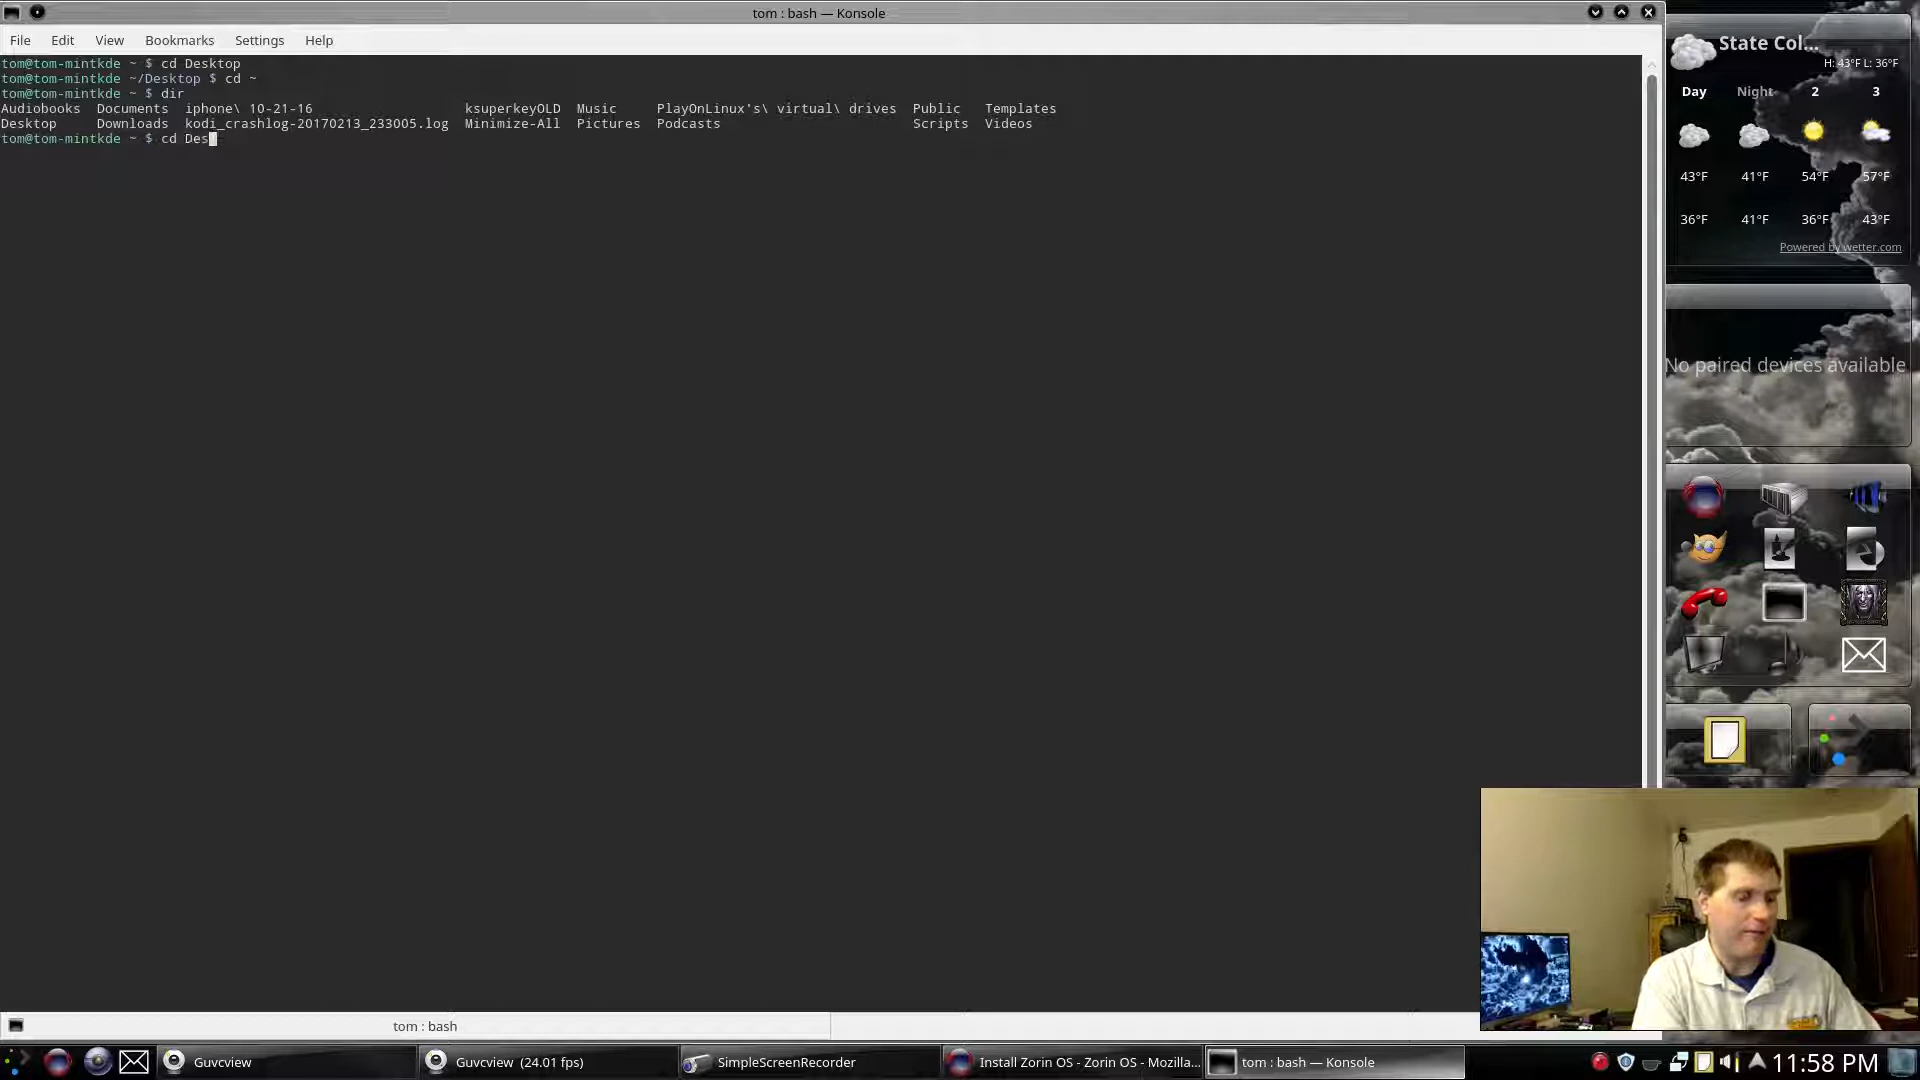 tom : bash — Konsole
File Edit View Bookmarks Settings Help
tom@tom-mintkde ~ $ cd Desktop
tom@tom-mintkde ~/Desktop $ cd ~
tom@tom-mintkde ~ $ dir
Audiobooks Documents iphone\ 10-21-16 ksuperkeyOLD Music PlayOnLinux's\ virtual\ drives Public Templates
Desktop Downloads kodi_crashlog-20170213_233005.log Minimize-All Pictures Podcasts Scripts Videos
tom@tom-mintkde ~ $ cd Des
State Col...
H: 43°F L: 36°F
Day Night 2 3
43°F 41°F 54°F 57°F
36°F 41°F 36°F 43°F
Powered by wetter.com
No paired devices available
tom : bash
Guvcview
Guvcview (24.01 fps)
SimpleScreenRecorder
Install Zorin OS - Zorin OS - Mozilla...
tom : bash — Konsole
11:58 PM